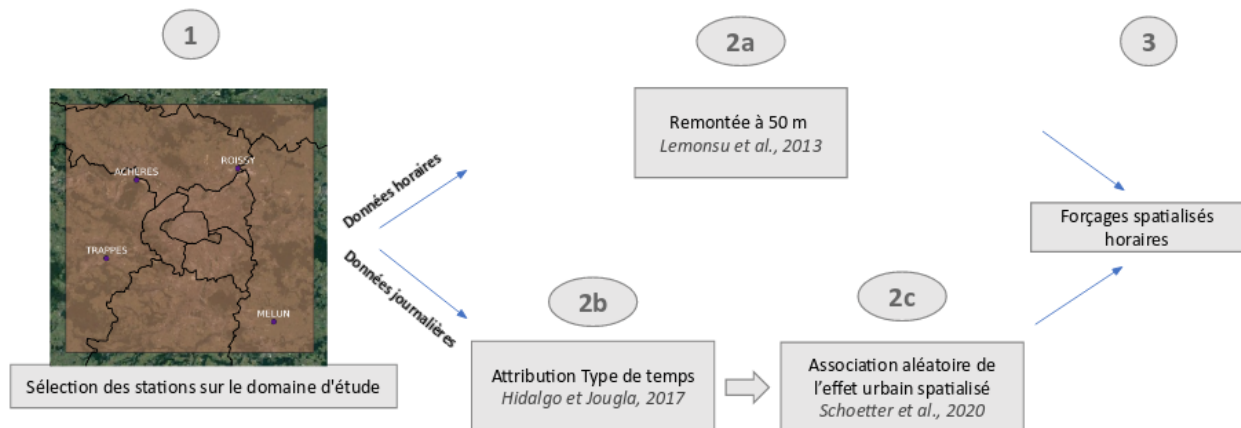 1
ROISSY
ACHERES
TRAPPES
MELUN
Sélection des stations sur le domaine d'étude
Données horaires
Données journalières
2a
Remontée à 50 m
Lemonsu et al., 2013
2b
Attribution Type de temps
Hidalgo et Jougla, 2017
2c
Association aléatoire de
l'effet urbain spatialisé
Schoetter et al., 2020
3
Forçages spatialisés
horaires